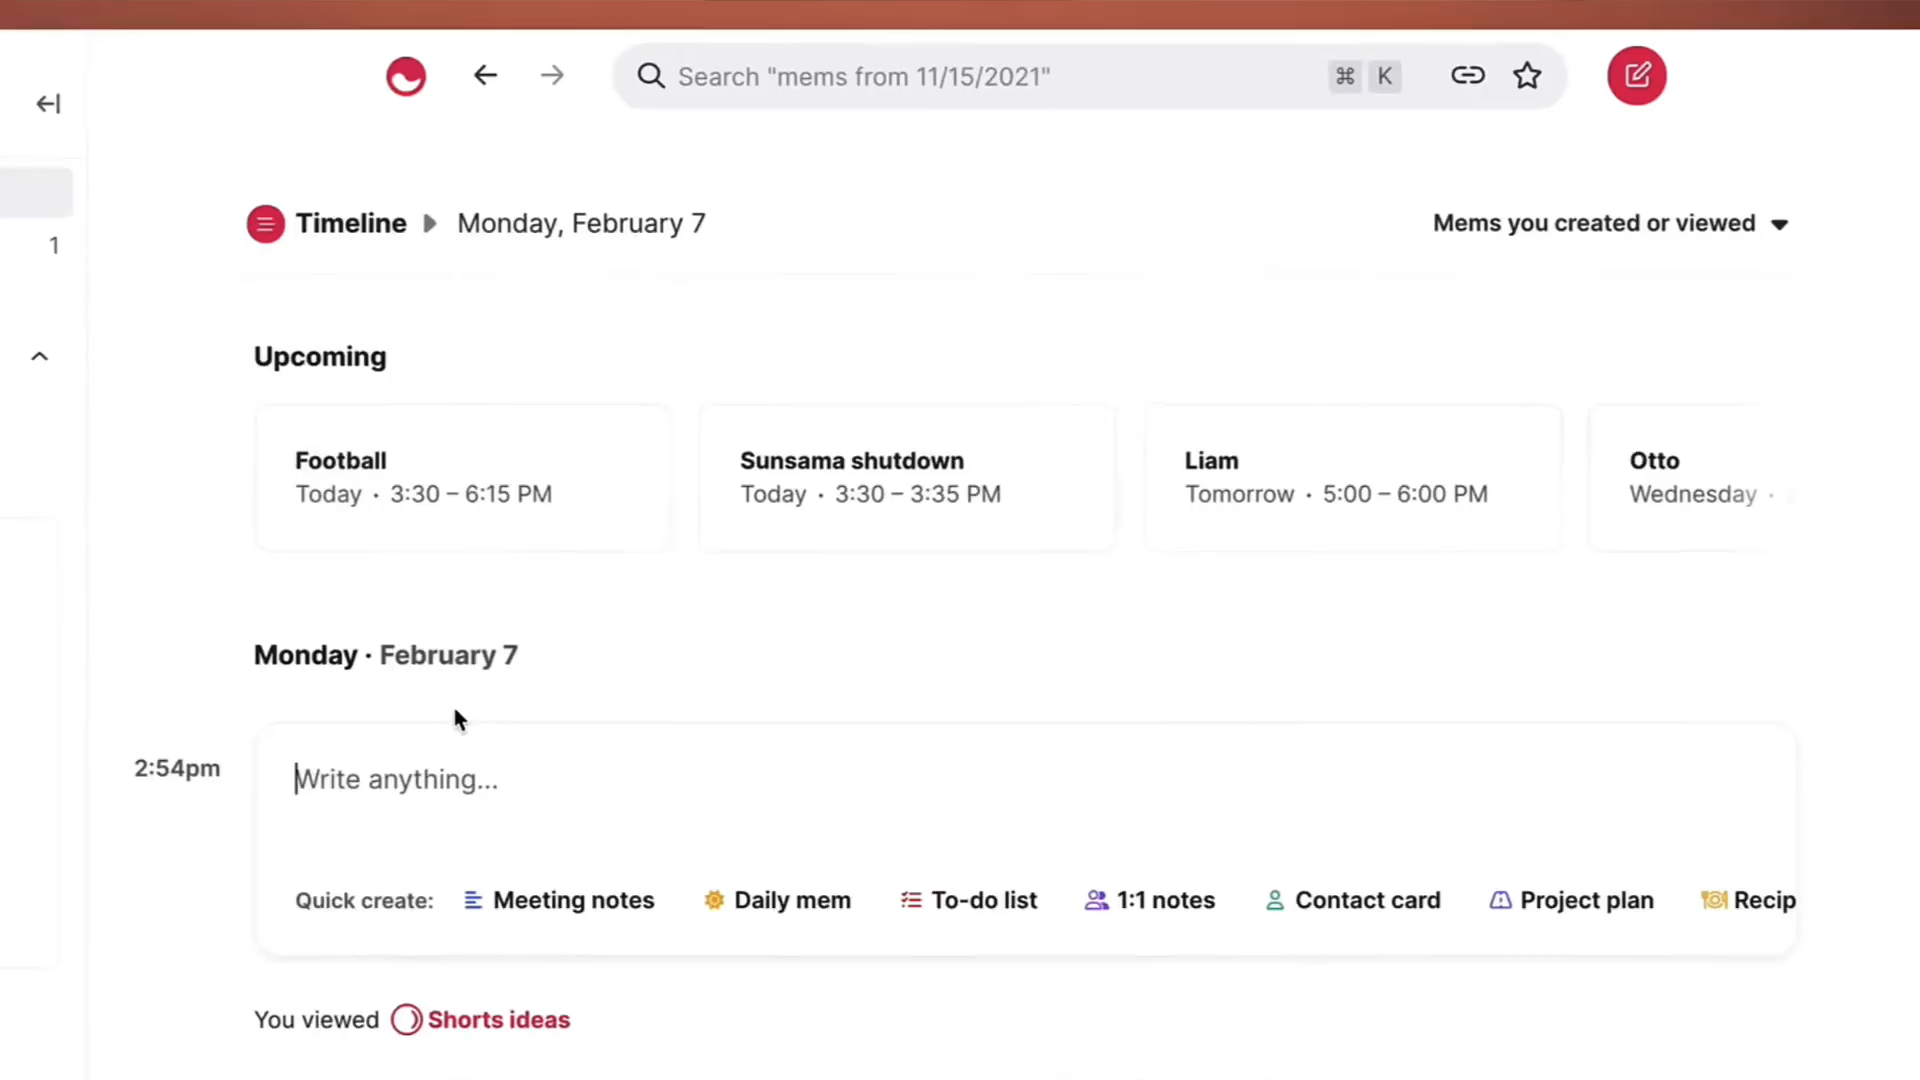 Search "mems from 11/15/2021" ⌘ K
Timeline Monday, February 7 Mems you created or viewed
1
Upcoming
Football Sunsama shutdown Liam Otto
Today · 3:30 – 6:15 PM Today · 3:30 – 3:35 PM Tomorrow · 5:00 – 6:00 PM Wednesday ·
Monday · February 7
2:54pm Write anything...
Quick create: Meeting notes Daily mem To-do list 1:1 notes Contact card Project plan Recip
You viewed Shorts ideas